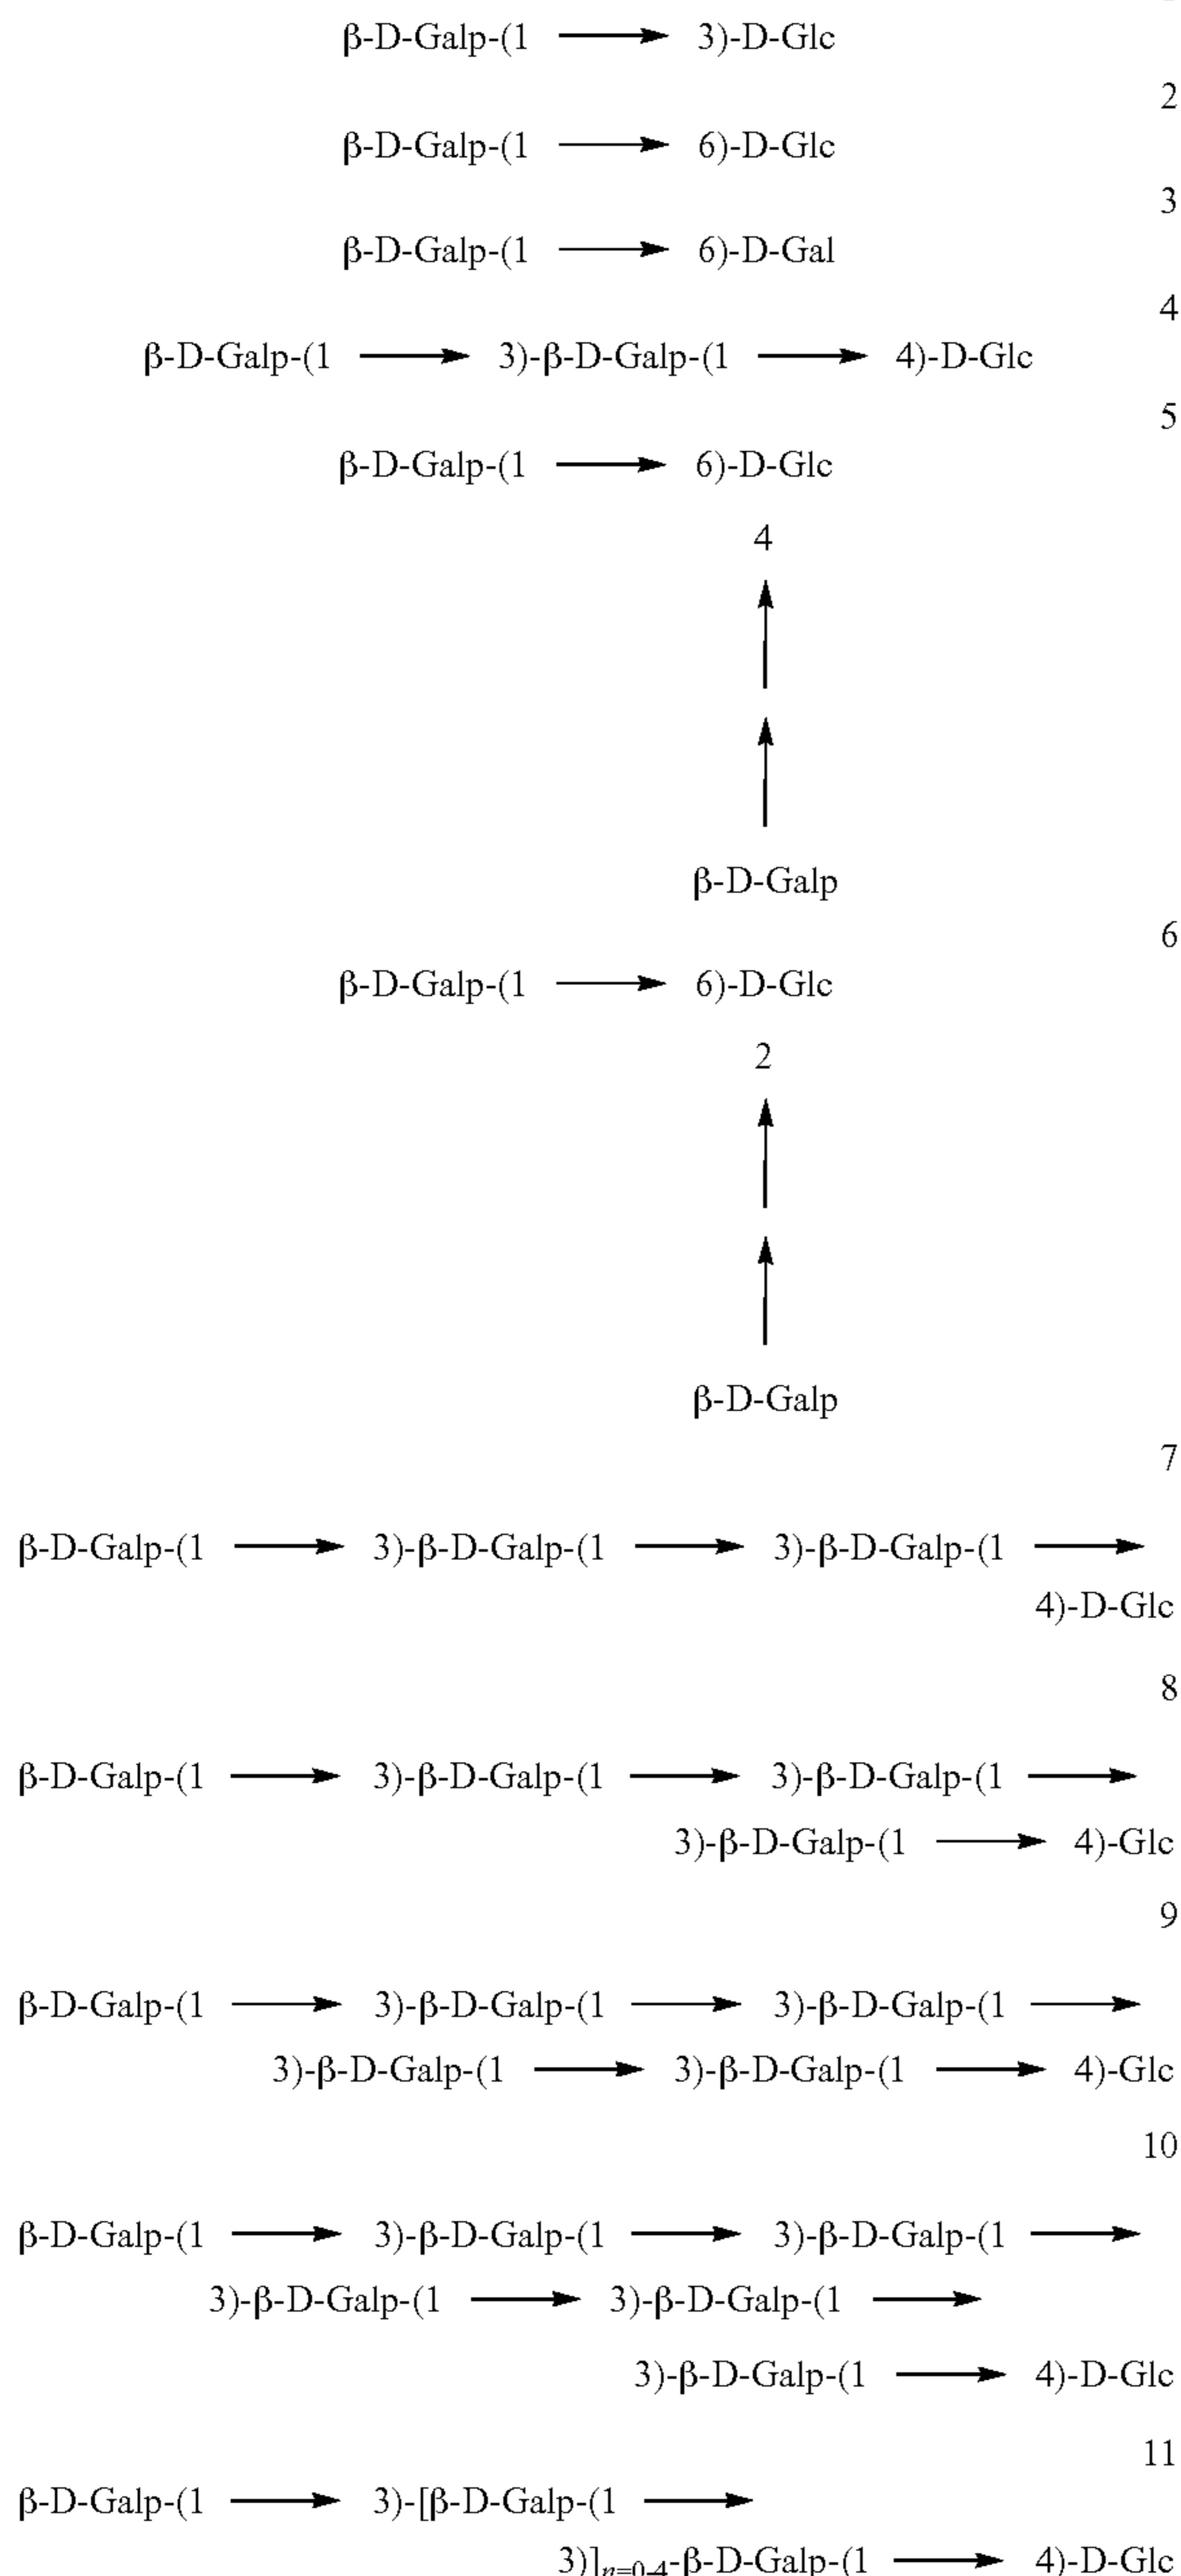 β-D-Galp-(1 ⟶ 3)-D-Glc
2
β-D-Galp-(1 ⟶ 6)-D-Glc
3
β-D-Galp-(1 ⟶ 6)-D-Gal
4
β-D-Galp-(1 ⟶ 3)-β-D-Galp-(1 ⟶ 4)-D-Glc
5
β-D-Galp-(1 ⟶ 6)-D-Glc
4
β-D-Galp
6
β-D-Galp-(1 ⟶ 6)-D-Glc
2
β-D-Galp
7
β-D-Galp-(1 ⟶ 3)-β-D-Galp-(1 ⟶ 3)-β-D-Galp-(1 ⟶
4)-D-Glc
8
β-D-Galp-(1 ⟶ 3)-β-D-Galp-(1 ⟶ 3)-β-D-Galp-(1 ⟶
3)-β-D-Galp-(1 ⟶ 4)-Glc
9
β-D-Galp-(1 ⟶ 3)-β-D-Galp-(1 ⟶ 3)-β-D-Galp-(1 ⟶
3)-β-D-Galp-(1 ⟶ 3)-β-D-Galp-(1 ⟶ 4)-Glc
10
β-D-Galp-(1 ⟶ 3)-β-D-Galp-(1 ⟶ 3)-β-D-Galp-(1 ⟶
3)-β-D-Galp-(1 ⟶ 3)-β-D-Galp-(1 ⟶
3)-β-D-Galp-(1 ⟶ 4)-D-Glc
11
β-D-Galp-(1 ⟶ 3)-[β-D-Galp-(1 ⟶
3)]n=0-4-β-D-Galp-(1 ⟶ 4)-D-Glc